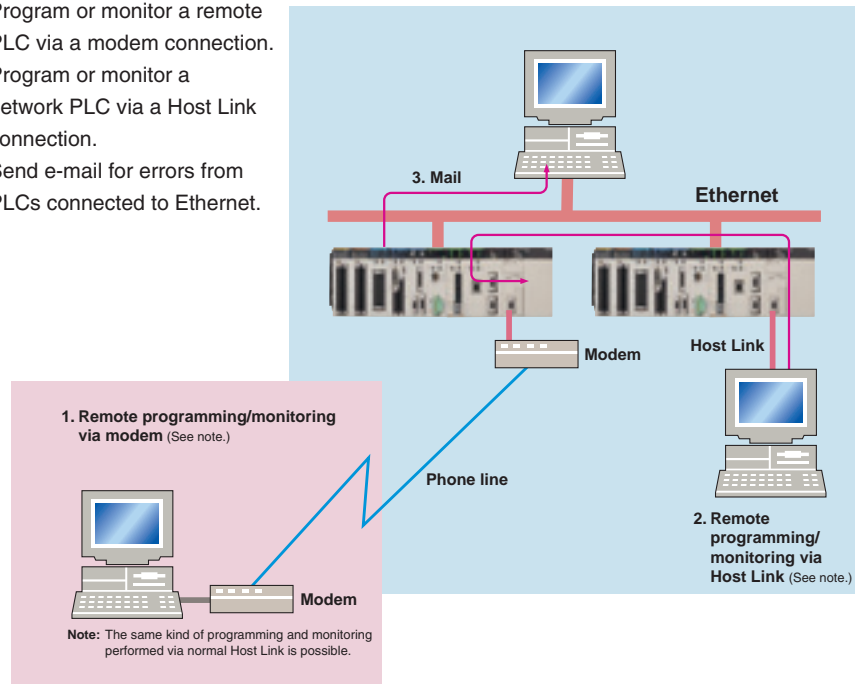 Program or monitor a remote
PLC via a modem connection.
Program or monitor a
network PLC via a Host Link
connection.
Send e-mail for errors from
PLCs connected to Ethernet.
3. Mail
Ethernet
Modem
Host Link
Phone line
2. Remote
programming/
monitoring via
Host Link (See note.)
1. Remote programming/monitoring
via modem (See note.)
Modem
Note: The same kind of programming and monitoring
performed via normal Host Link is possible.